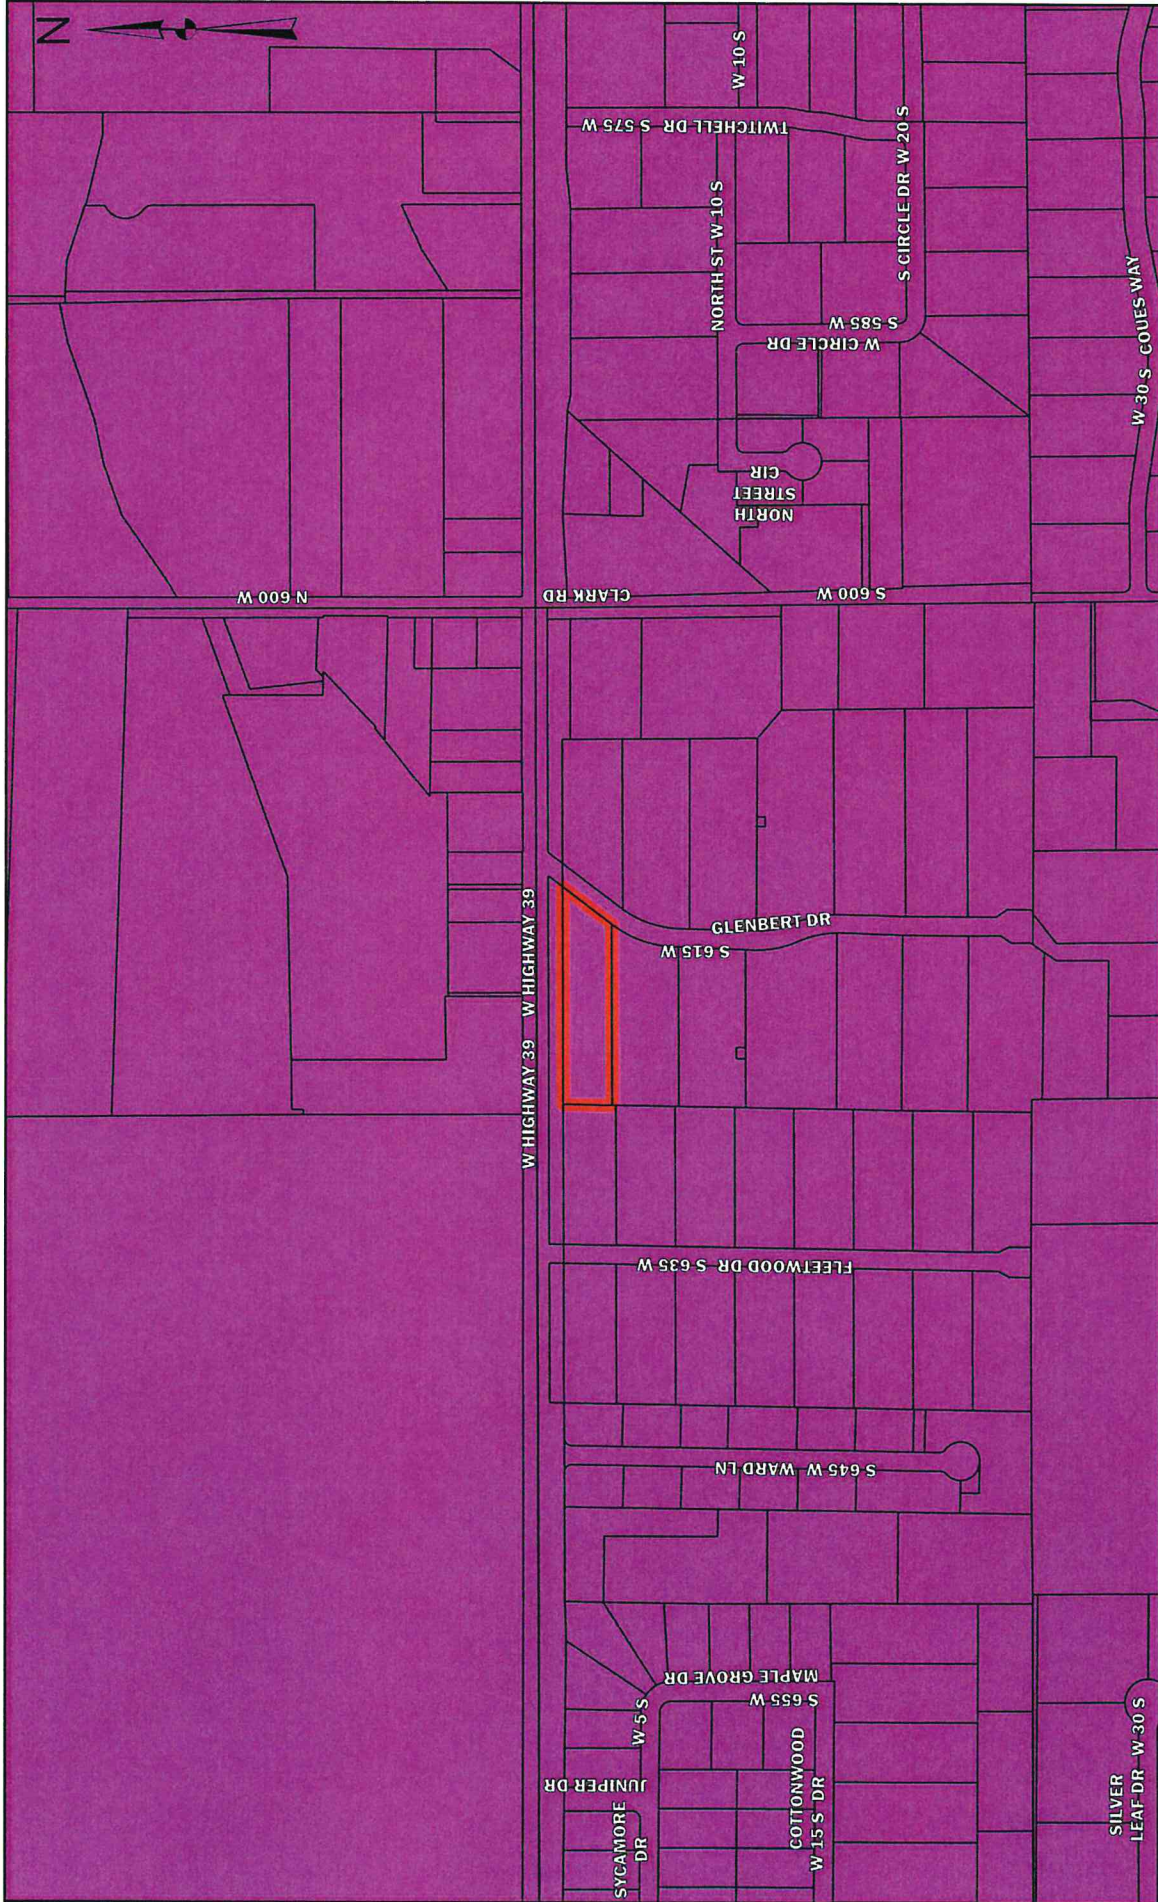 N
W 10 S
TWITCHELL DR S 575 W
NORTH ST W 10 S
S CIRCLE DR W 20 S
S 585 W
W CIRCLE DR
W 30 S COUES WAY
NORTH
STREET
CIR
N 600 W
CLARK RD
S 600 W
W HIGHWAY 39
W HIGHWAY 39
GLENBERT DR
S 615 W
FLEETWOOD DR S 635 W
S 645 W WARD LN
MAPLE GROVE DR
S 655 W
W 5 S
JUNIPER DR
SYCAMORE
DR
COTTONWOOD
W 15 S DR
SILVER
LEAF DR W 30 S